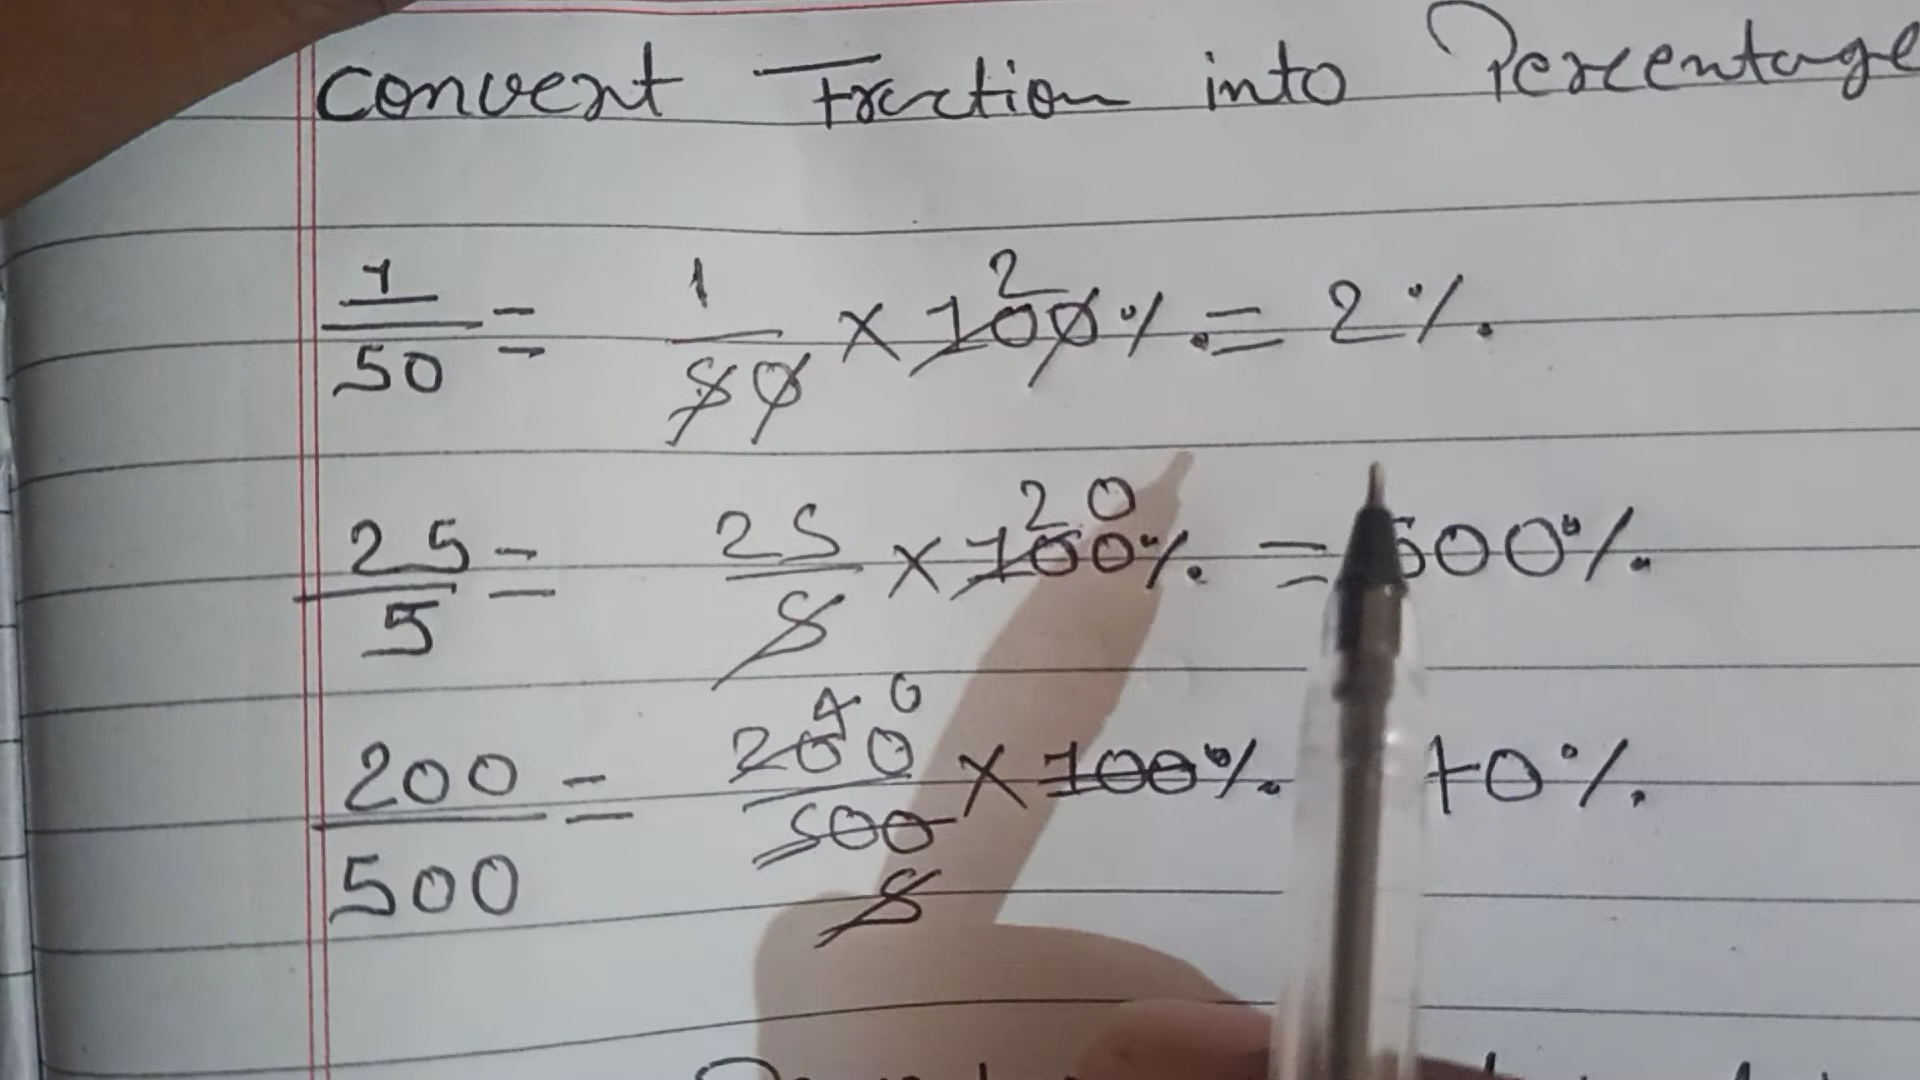 Convert Fraction into Percentage
1/50 = 1/50 × 100% = 2%
25/5 = 25/5 × 100% = 500%
200/500 = 200/500 × 100% 40%